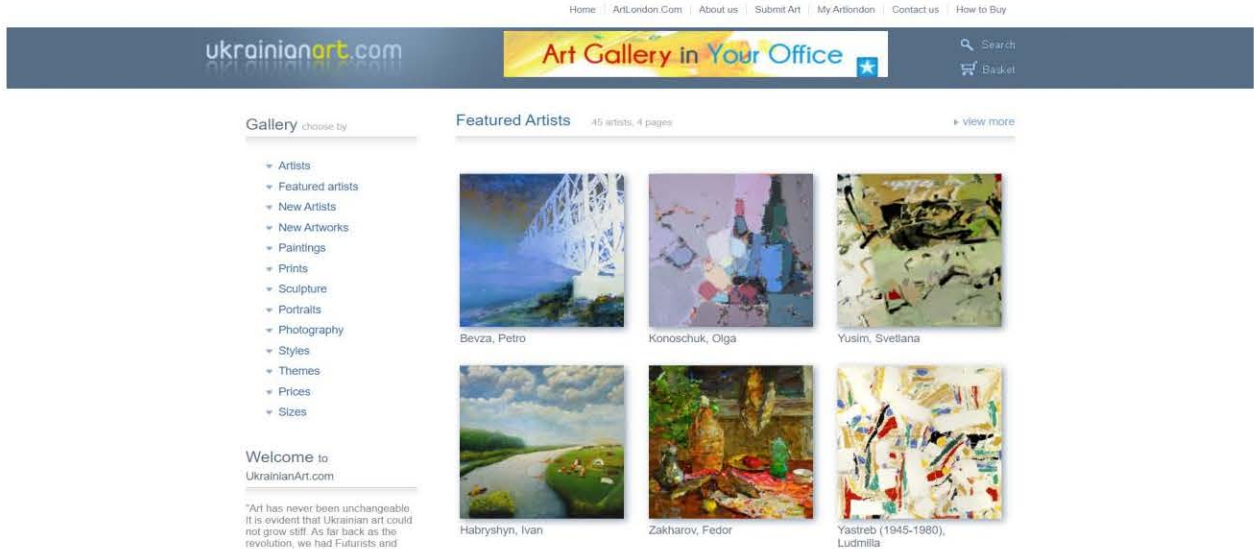 Home ArtLondon.Com About us Submit Art My Artlondon Contact us How to Buy
ukrainianart.com
Art Gallery in Your Office
Search
Basket
Gallery choose by
Artists
Featured artists
New Artists
New Artworks
Paintings
Prints
Sculpture
Portraits
Photography
Styles
Themes
Prices
Sizes
Welcome to
UkrainianArt.com
"Art has never been unchangeable.
It is evident that Ukrainian art could
not grow stiff. As far back as the
revolution, we had Futurists and
Featured Artists 45 artists, 4 pages
view more
Bevza, Petro
Konoschuk, Olga
Yusim, Svetlana
Habryshyn, Ivan
Zakharov, Fedor
Yastreb (1945-1980),
Ludmilla